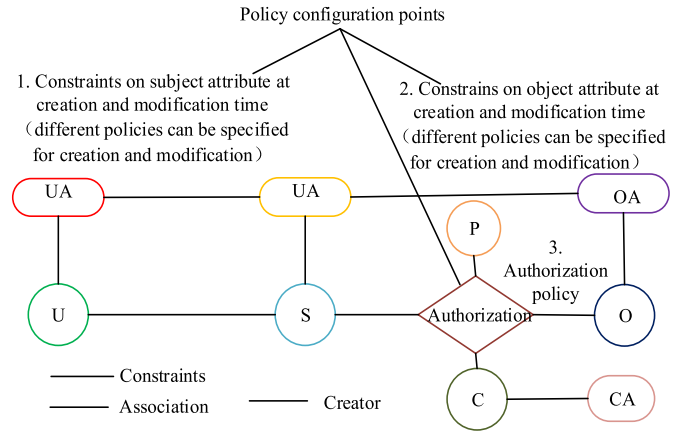 Policy configuration points
1. Constraints on subject attribute at
creation and modification time
（different policies can be specified
for creation and modification）
2. Constrains on object attribute at
creation and modification time
（different policies can be specified
for creation and modification）
UA
UA
OA
P
3.
Authorization
policy
U
S
Authorization
O
C
CA
Constraints
Association
Creator